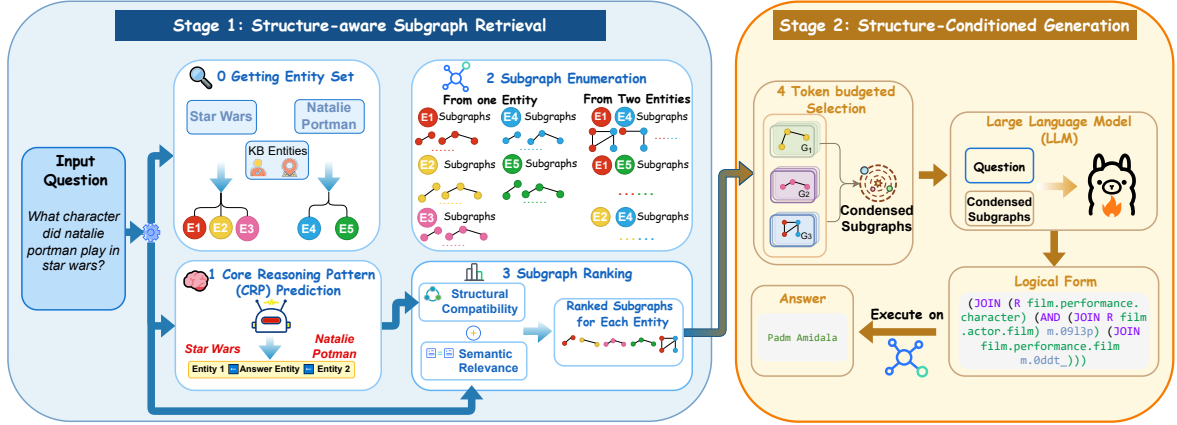 Stage 1: Structure-aware Subgraph Retrieval
Input
Question
What character
did natalie
portman play in
star wars?
0 Getting Entity Set
Star Wars
Natalie
Portman
KB Entities
E1
E2
E3
E4
E5
1 Core Reasoning Pattern
(CRP) Prediction
Star Wars
Natalie
Potman
Entity 1
Answer Entity
Entity 2
2 Subgraph Enumeration
From one Entity
From Two Entities
E1 Subgraphs
E4 Subgraphs
E1 E4 Subgraphs
E2 Subgraphs
E5 Subgraphs
E1 E5 Subgraphs
E3 Subgraphs
E2 E4 Subgraphs
3 Subgraph Ranking
Structural
Compatibility
Semantic
Relevance
Ranked Subgraphs
for Each Entity
Stage 2: Structure-Conditioned Generation
4 Token budgeted
Selection
G1
G2
G3
Condensed
Subgraphs
Large Language Model
(LLM)
Question
Condensed
Subgraphs
Logical Form
(JOIN (R film.performance.
character) (AND (JOIN R film
.actor.film) m.09l3p) (JOIN
film.performance.film
m.0ddt_)))
Execute on
Answer
Padm Amidala